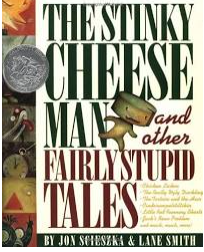 THE STINKY
CHEESE
MAN
and
other
FAIRLY STUPID
TALES
Chicken Licken
The Really Ugly Duckling
The Tortoise and the Hair
Cinderumpelstiltskin
Little Red Running Shorts
Jack's Bean Problem
and much, much more!
BY JON SCIESZKA & LANE SMITH